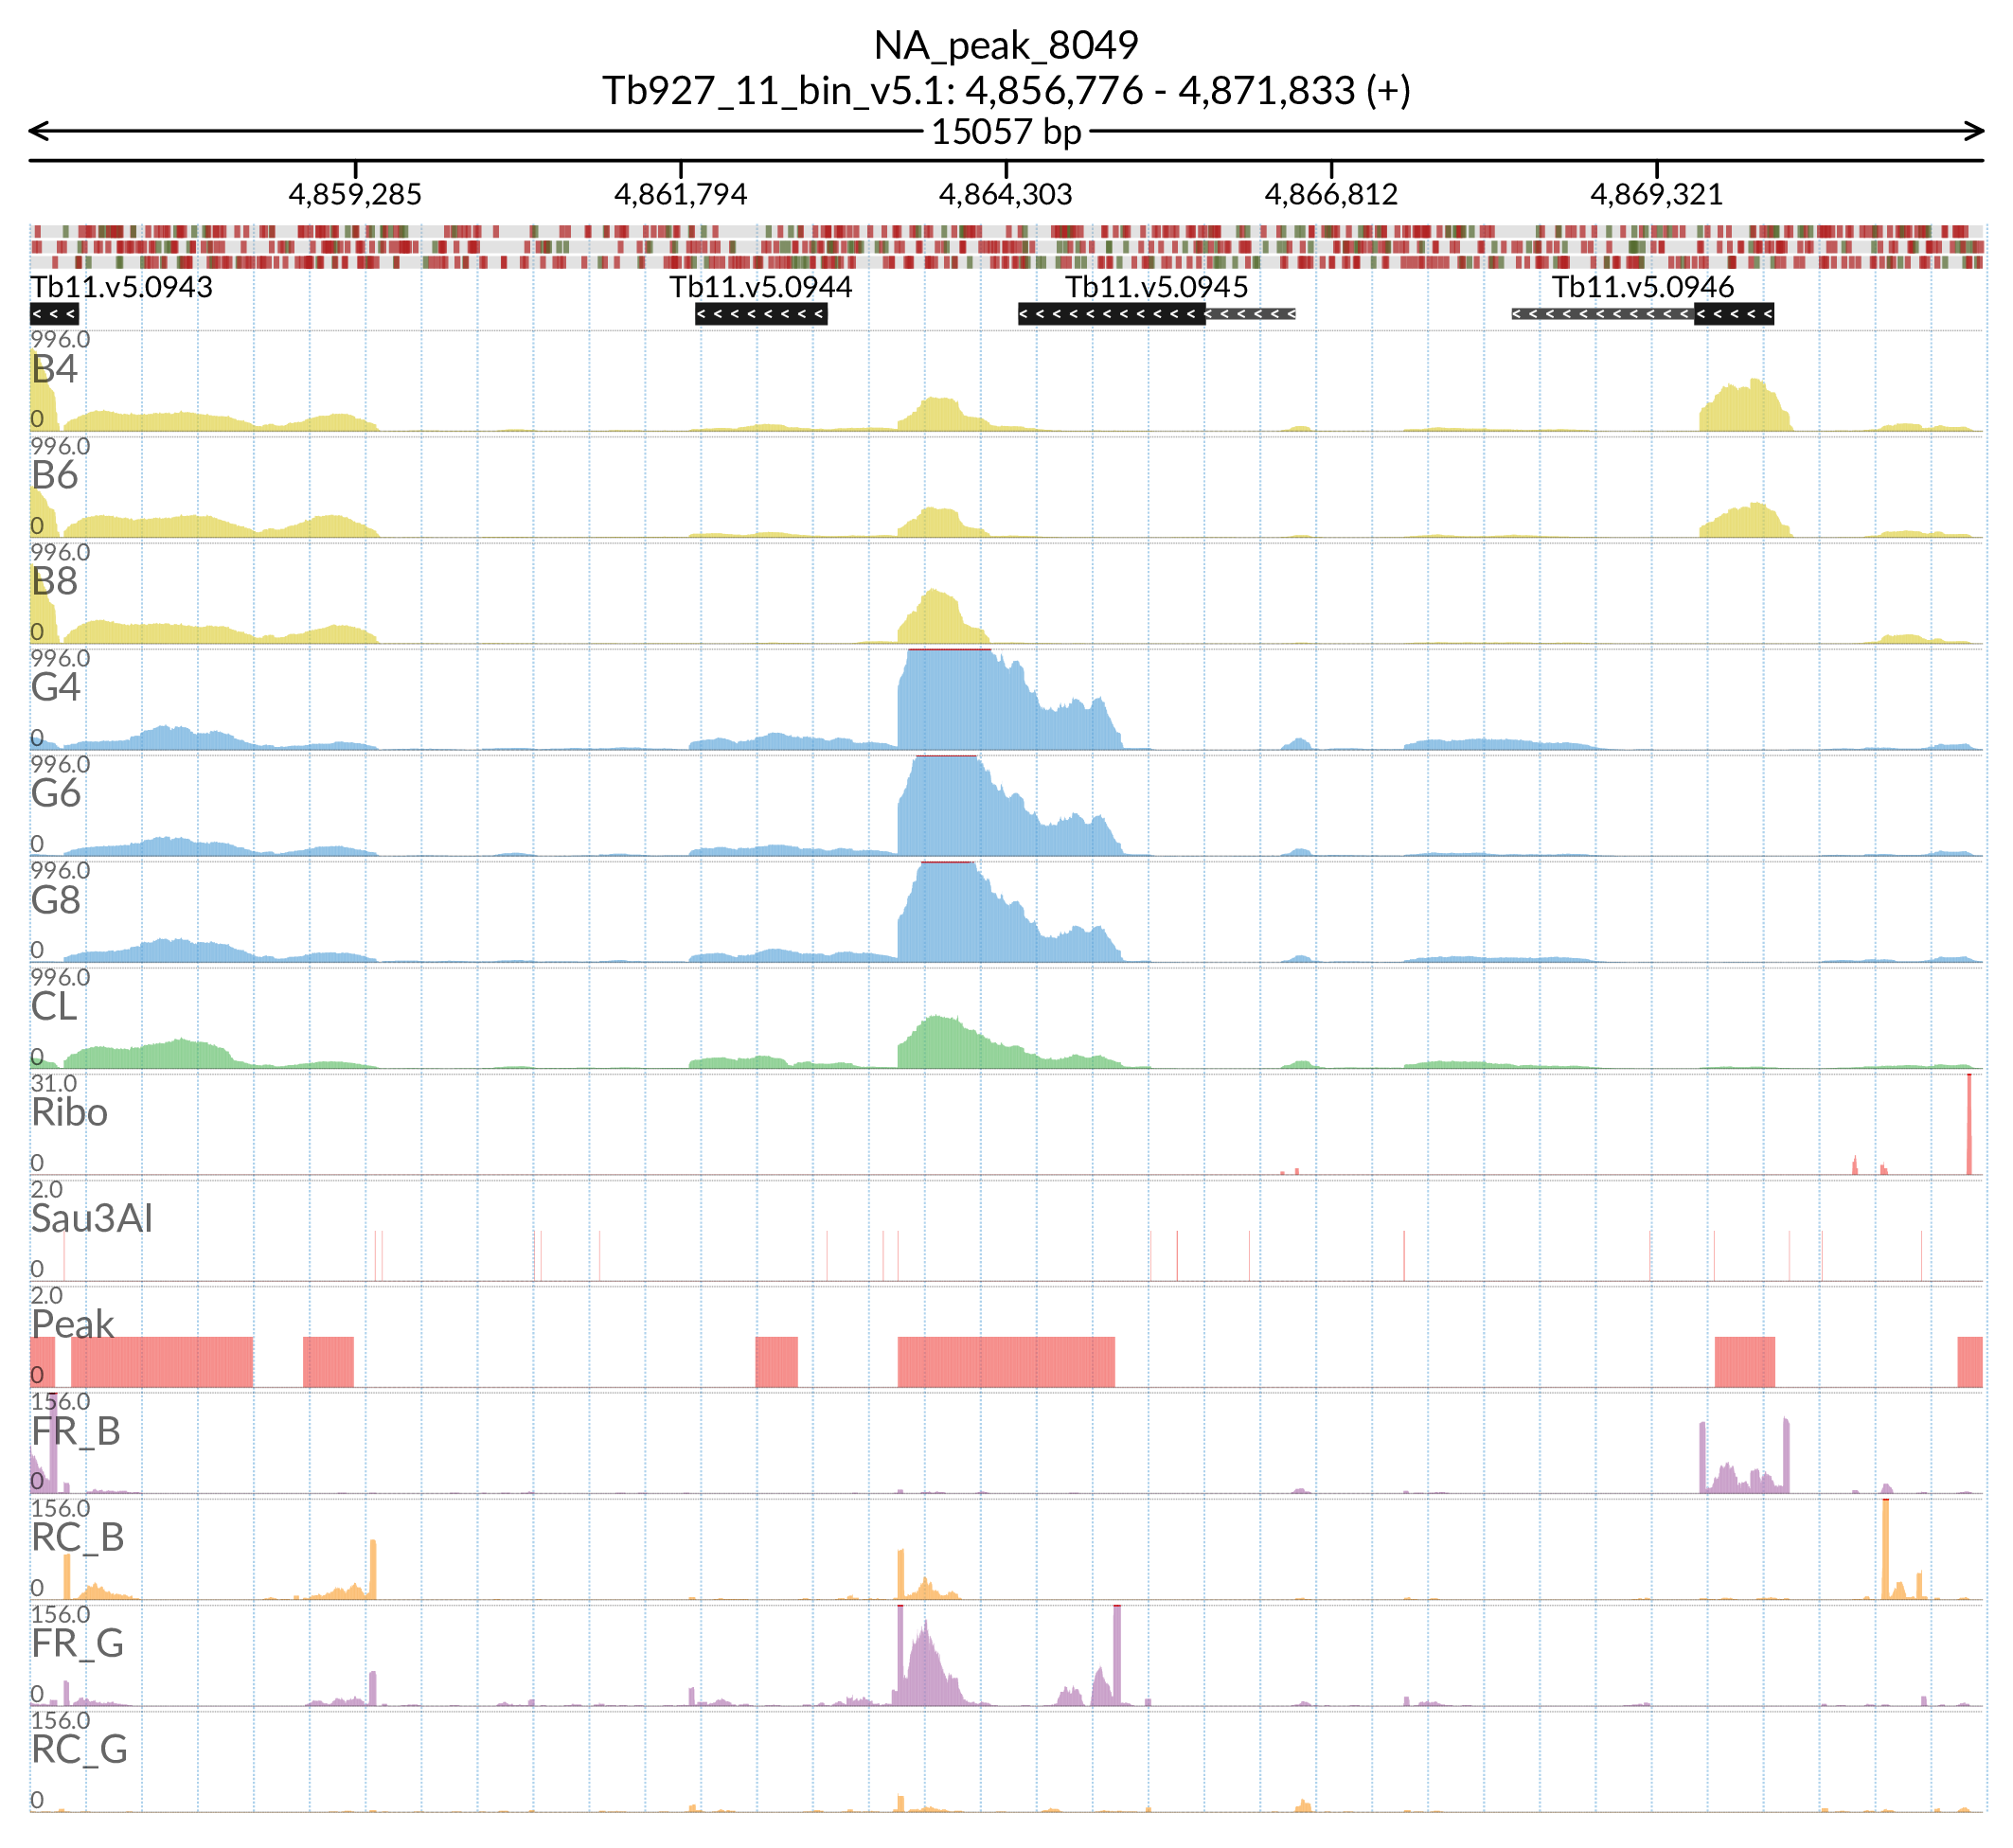 NA_peak_8049
Tb927_11_bin_v5.1: 4,856,776 - 4,871,833 (+)
15057 bp
4,859,285 4,861,794 4,864,303 4,866,812 4,869,321
Tb11.v5.0943 Tb11.v5.0944 Tb11.v5.0945 Tb11.v5.0946
996.0
B4
0
996.0
B6
0
996.0
B8
0
996.0
G4
0
996.0
G6
0
996.0
G8
0
996.0
CL
0
31.0
Ribo
0
2.0
Sau3AI
0
2.0
Peak
0
156.0
FR_B
0
156.0
RC_B
0
156.0
FR_G
0
156.0
RC_G
0